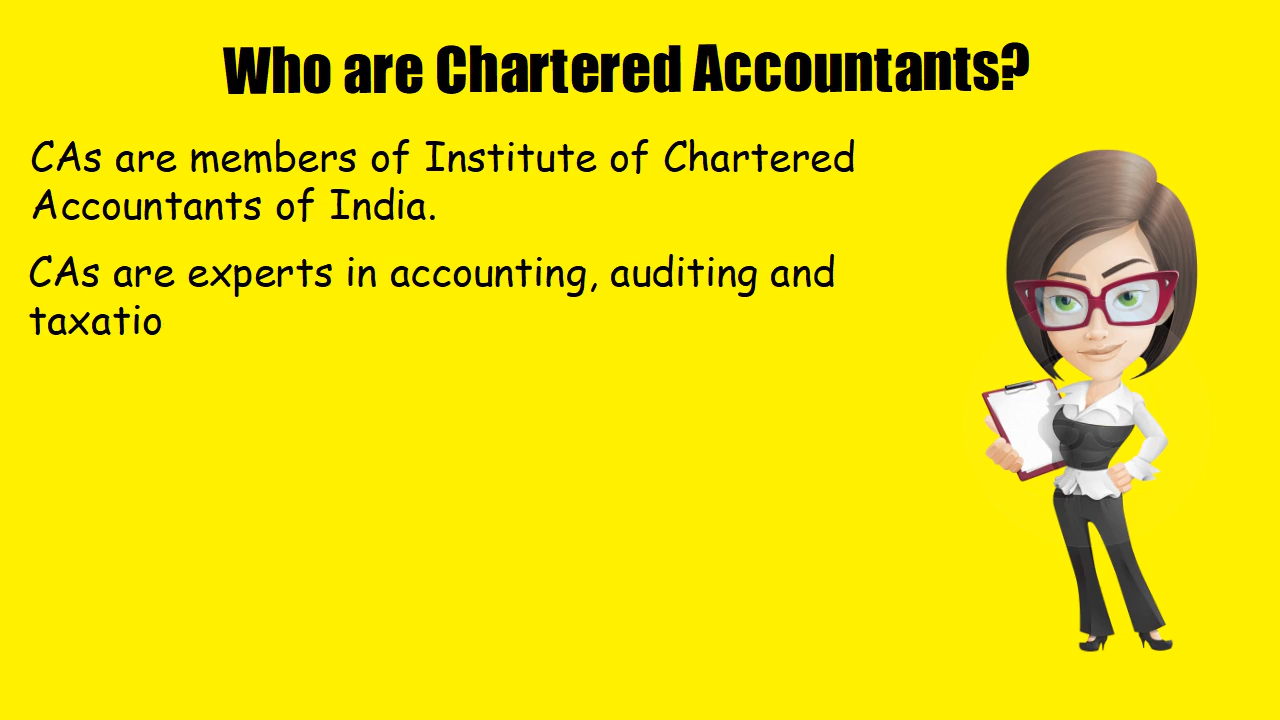 Who are Chartered Accountants?
CAs are members of Institute of Chartered
Accountants of India.
CAs are experts in accounting, auditing and
taxatio